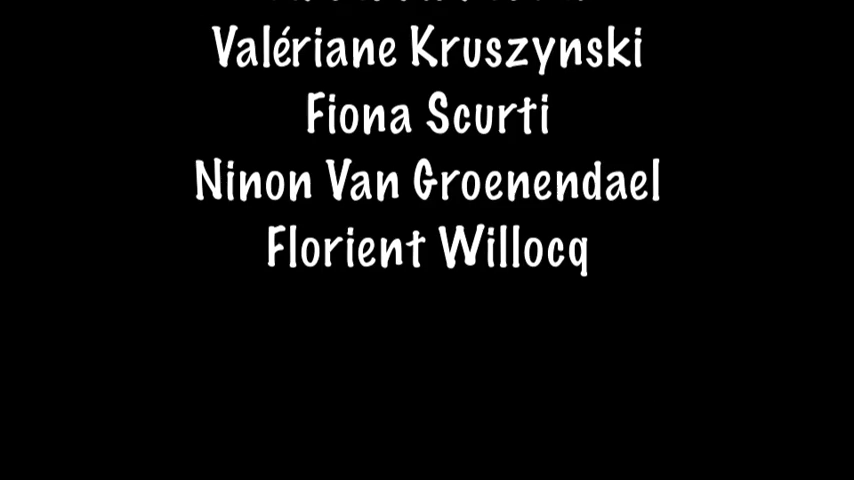 Valériane Kruszynski
Fiona Scurti
Ninon Van Groenendael
Florient Willocq